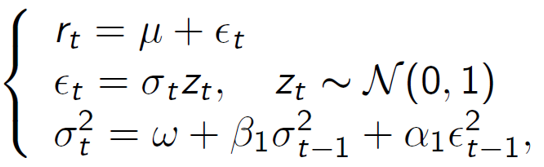 r_t = μ + ϵ_t
ϵ_t = σ_t z_t, z_t ∼ 𝒩(0, 1)
σ_t^2 = ω + β_1 σ_{t−1}^2 + α_1 ϵ_{t−1}^2,